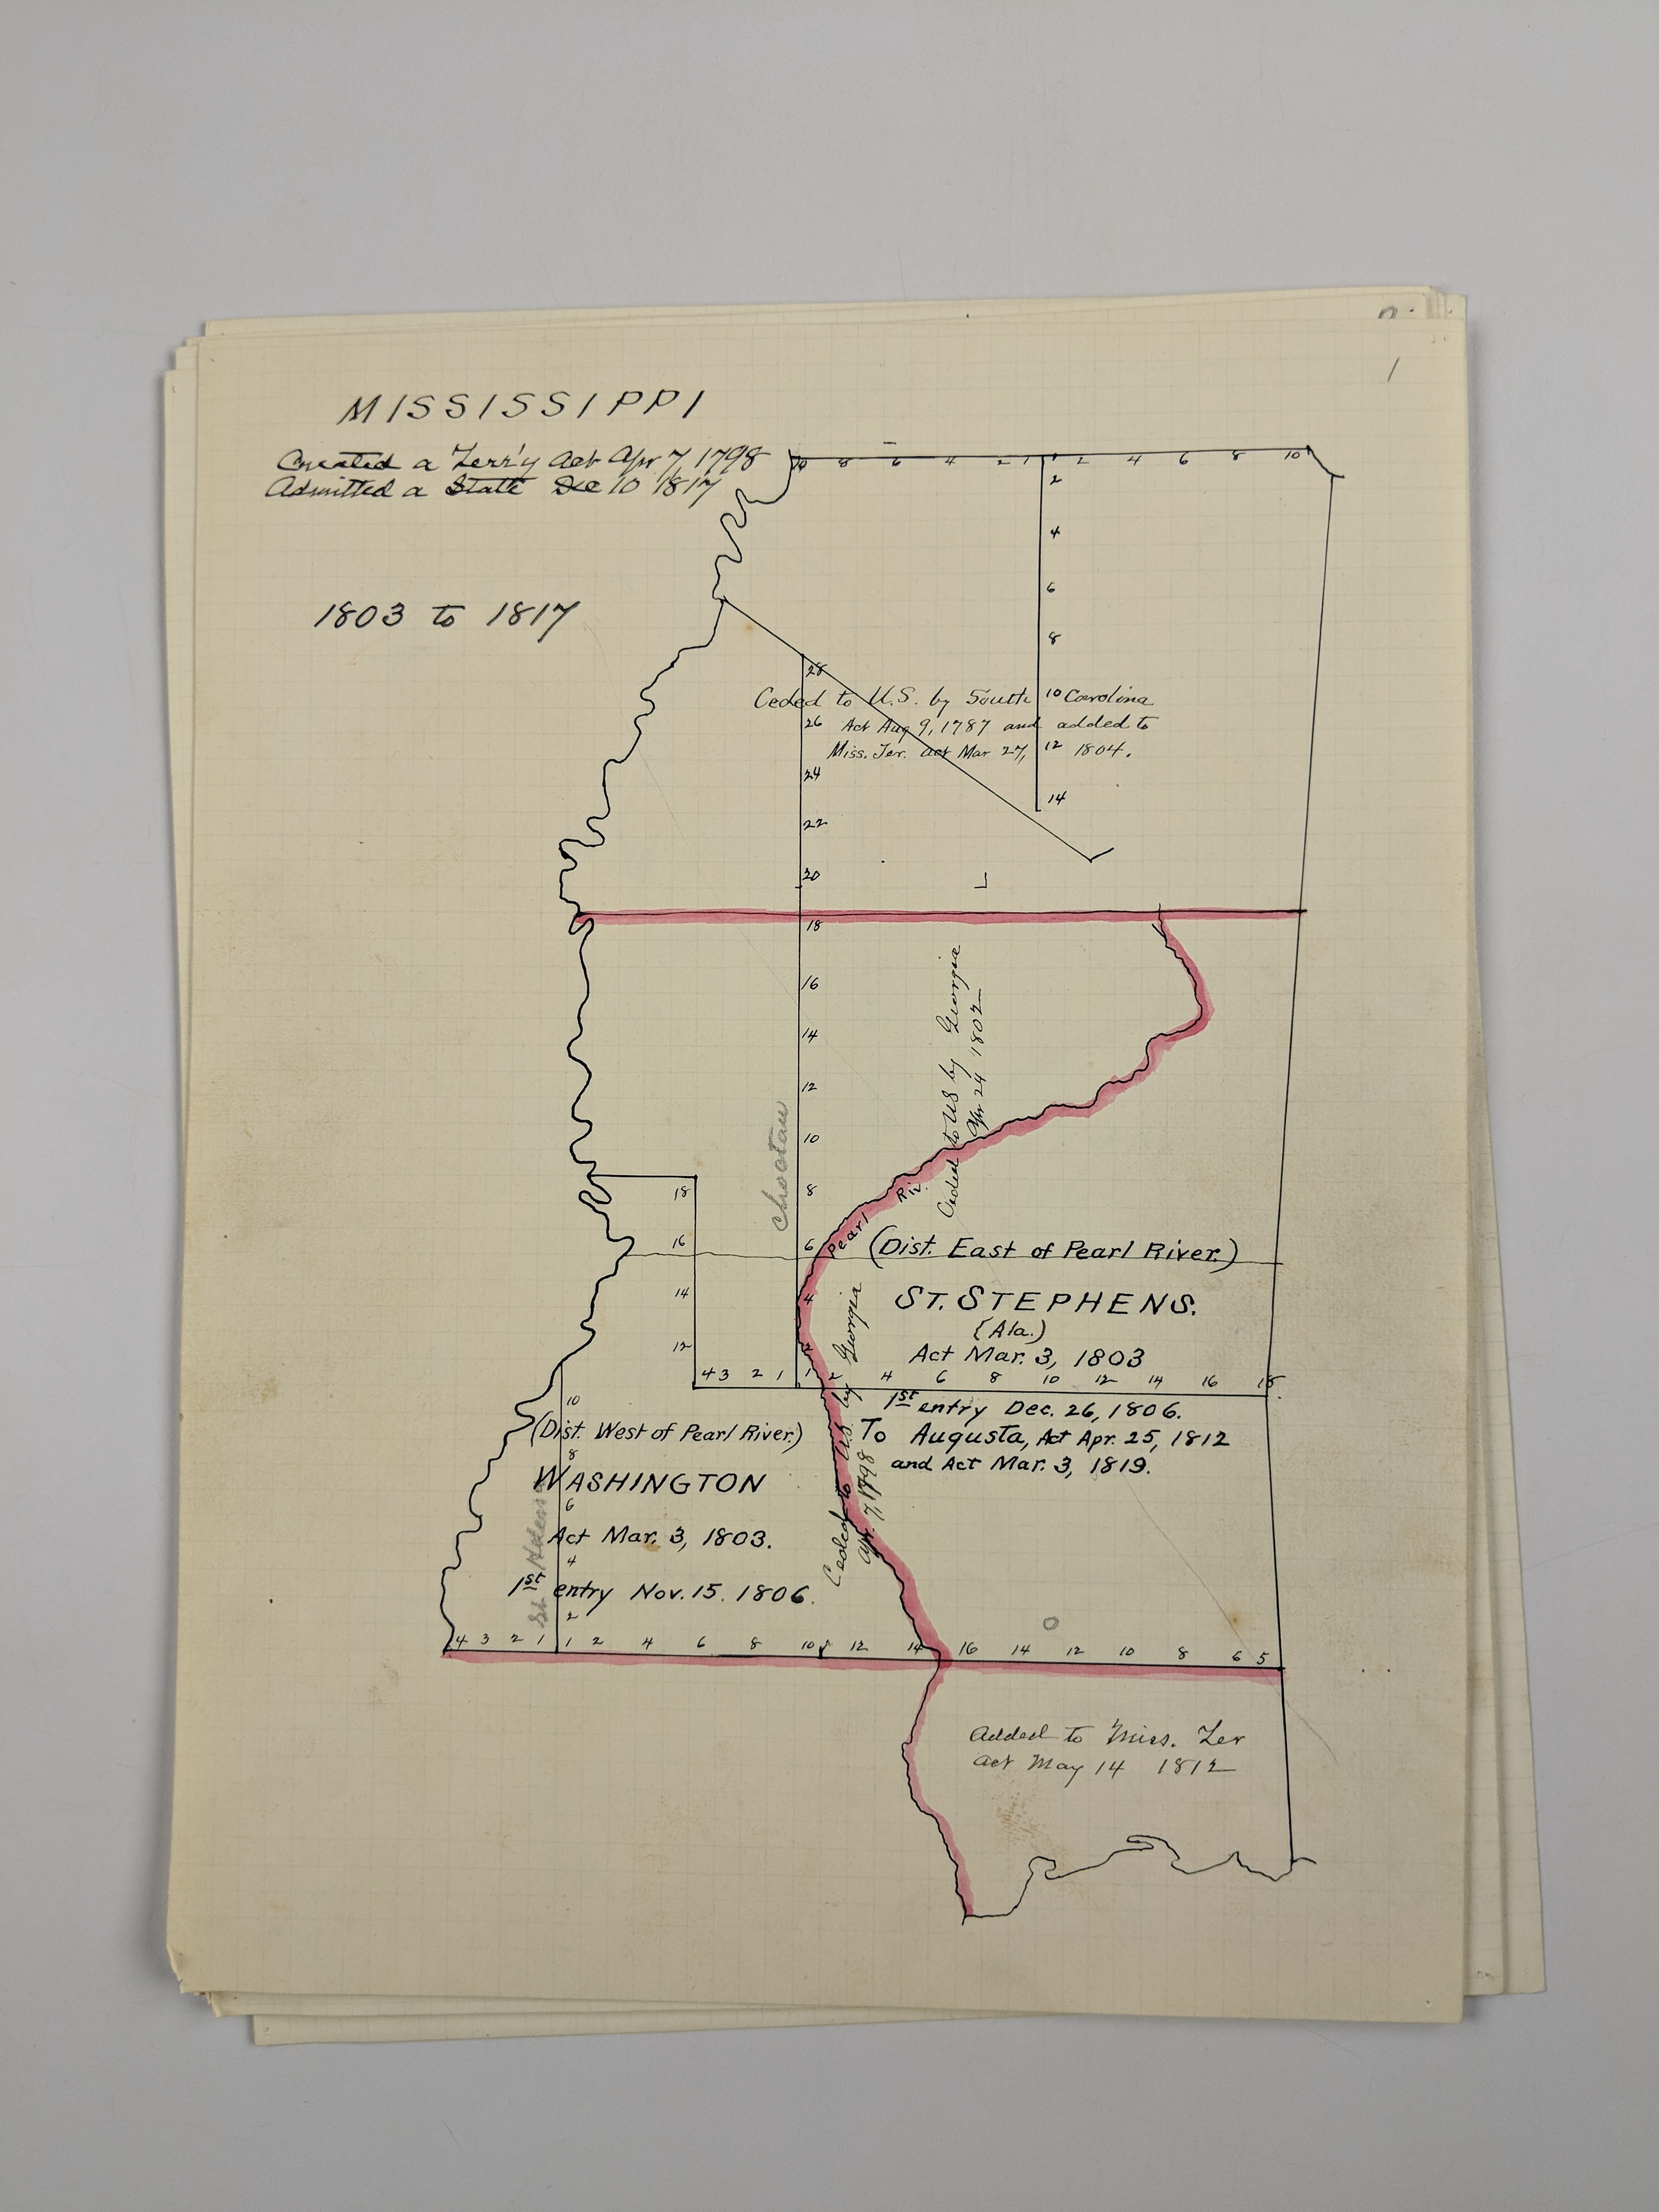 1
MISSISSIPPI
Created a Terr'y Act Apr 7, 1798
Admitted a State Dec 10 1817
1803 to 1817
10 8 6 4 2 1 1 2 4 6 8 10
2
4
6
8
10
12
14
28
26
24
22
20
18
16
14
12
10
8
6
4
2
Ceded to U.S. by South Carolina
Act Aug 9, 1787 and added to
Miss. Ter. Act Mar 27, 1804.
Ceded to US by Georgia
Apr 24 1802
Choctaw
Pearl Riv.
18
16
14
12
4 3 2 1 1 2 4 6 8 10 12 14 16 18
(Dist. East of Pearl River.)
ST. STEPHENS.
(Ala.)
Act Mar. 3, 1803
1st entry Dec. 26, 1806.
To Augusta, Act Apr. 25, 1812
and Act Mar. 3, 1819.
Ceded to U.S. by Georgia
Apr. 7, 1798
10
8
6
4
2
(Dist. West of Pearl River.)
WASHINGTON
Act Mar. 3, 1803.
1st entry Nov. 15. 1806.
St. Helena
4 3 2 1 1 2 4 6 8 10 12 14 16 14 12 10 8 6 5
Added to Miss. Ter
Act May 14 1812